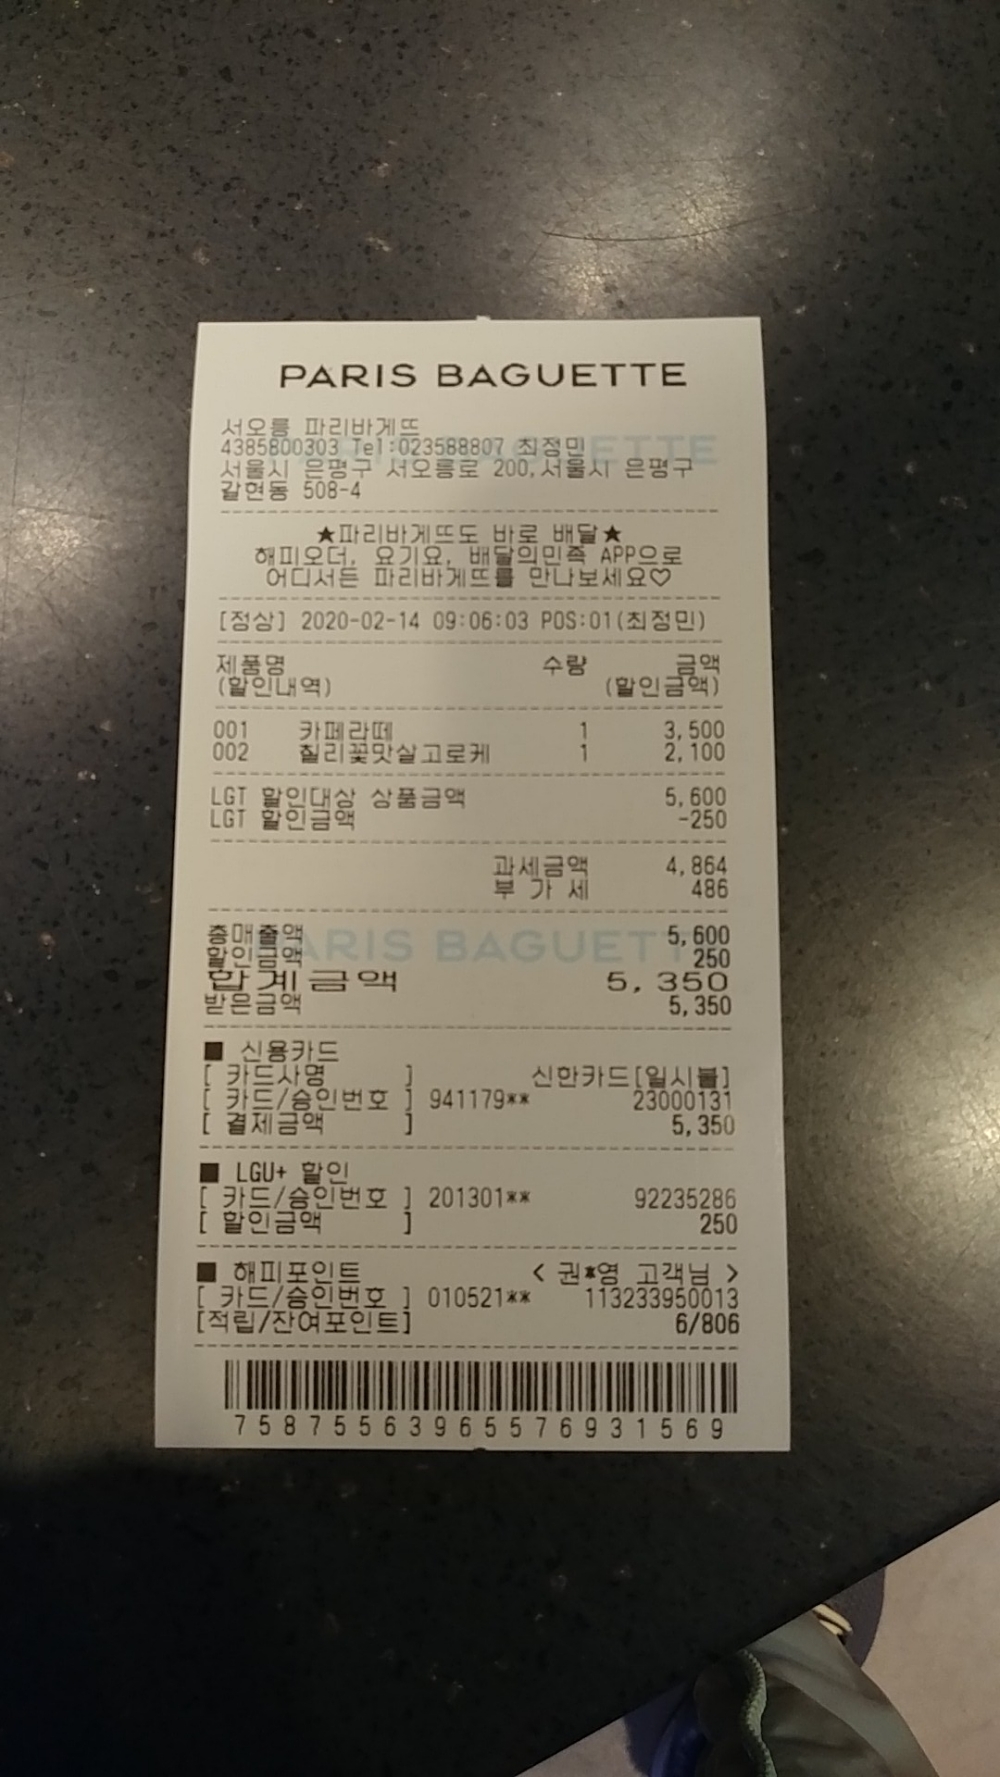 PARIS BAGUETTE
서오릉 파리바게뜨
4385800303 Tel:023588807 최정민
서울시 은평구 서오릉로 200,서울시 은평구
갈현동 508-4
★파리바게뜨도 바로 배달★
해피오더, 요기요, 배달의민족 APP으로
어디서든 파리바게뜨를 만나보세요♡
[정상] 2020-02-14 09:06:03 POS:01(최정민)
제품명 수량 금액
(할인내역) (할인금액)
001 카페라떼 1 3,500
002 칠리꽃맛살고로케 1 2,100
LGT 할인대상 상품금액 5,600
LGT 할인금액 -250
과세금액 4,864
부 가 세 486
총매출액 5,600
할인금액 250
합계금액 5,350
받은금액 5,350
■ 신용카드
[ 카드사명 ] 신한카드[일시불]
[ 카드/승인번호 ] 941179** 23000131
[ 결제금액 ] 5,350
■ LGU+ 할인
[ 카드/승인번호 ] 201301** 92235286
[ 할인금액 ] 250
■ 해피포인트 < 권*영 고객님 >
[ 카드/승인번호 ] 010521** 113233950013
[적립/잔여포인트] 6/806
75875563965576931569